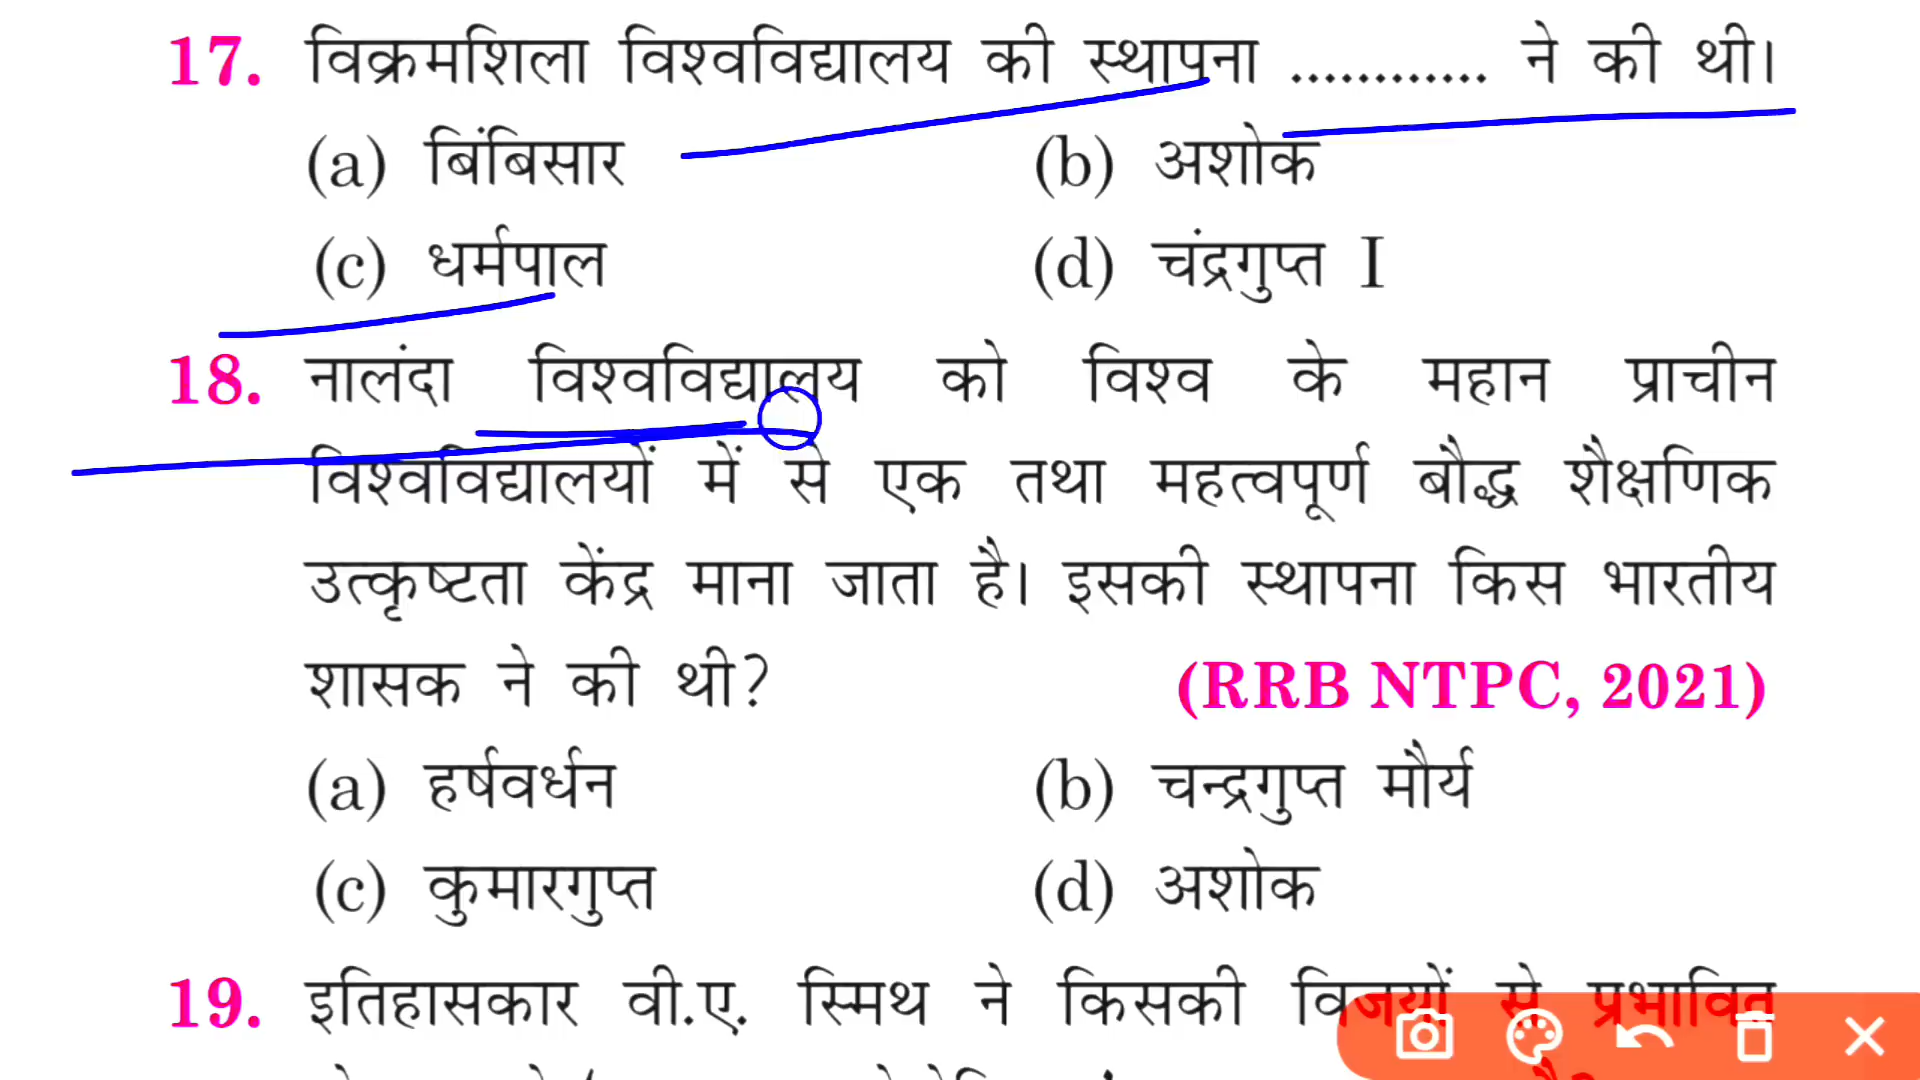 17. विक्रमशिला विश्वविद्यालय की स्थापना ............ ने की थी।
(a) बिंबिसार (b) अशोक
(c) धर्मपाल (d) चंद्रगुप्त I
18. नालंदा विश्वविद्यालय को विश्व के महान प्राचीन
विश्वविद्यालयों में से एक तथा महत्वपूर्ण बौद्ध शैक्षणिक
उत्कृष्टता केंद्र माना जाता है। इसकी स्थापना किस भारतीय
शासक ने की थी? (RRB NTPC, 2021)
(a) हर्षवर्धन (b) चन्द्रगुप्त मौर्य
(c) कुमारगुप्त (d) अशोक
19. इतिहासकार वी.ए. स्मिथ ने किसकी विजयों से प्रभावित